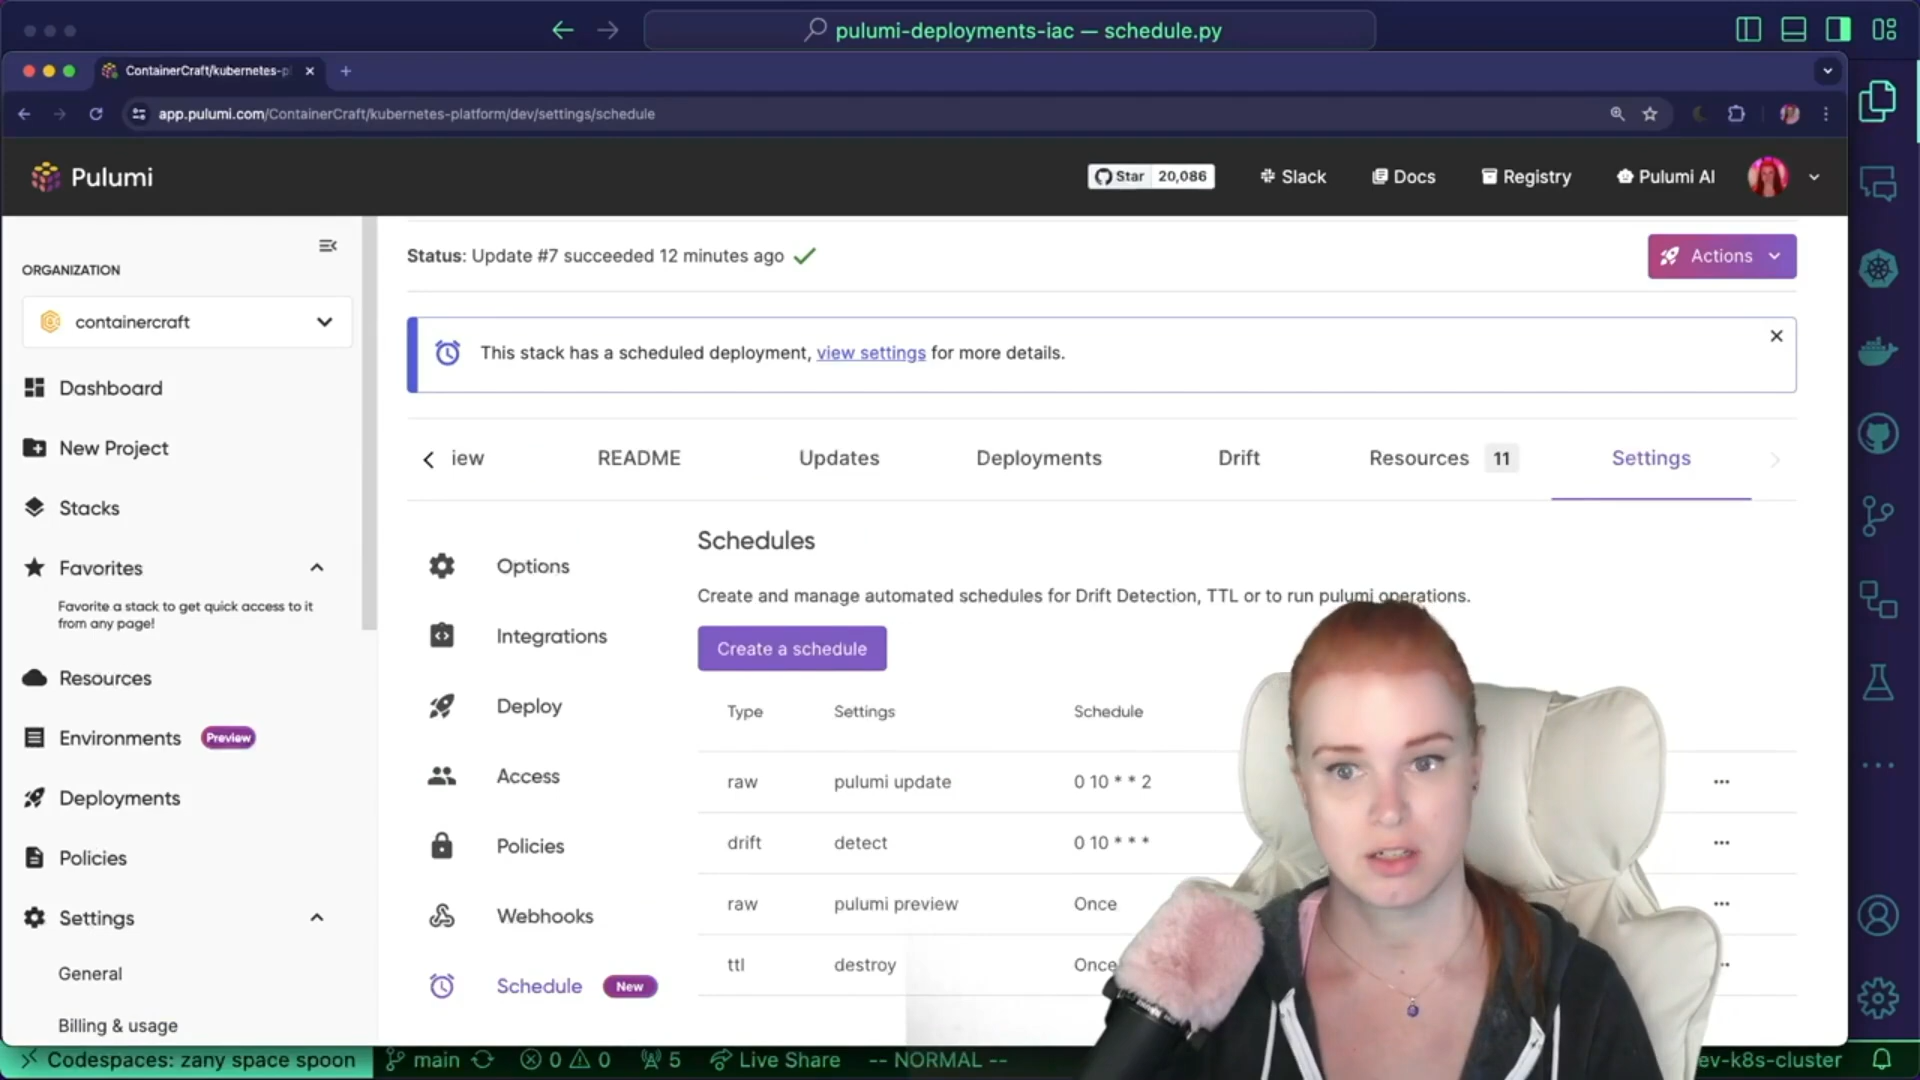 pulumi-deployments-iac — schedule.py
ContainerCraft/kubernetes-pl
app.pulumi.com/ContainerCraft/kubernetes-platform/dev/settings/schedule
Pulumi
Star 20,086
Slack
Docs
Registry
Pulumi AI
ORGANIZATION
containercraft
Dashboard
New Project
Stacks
Favorites
Favorite a stack to get quick access to it
from any page!
Resources
Environments Preview
Deployments
Policies
Settings
General
Billing & usage
Status: Update #7 succeeded 12 minutes ago
Actions
This stack has a scheduled deployment, view settings for more details.
iew README Updates Deployments Drift Resources 11 Settings
Options
Integrations
Deploy
Access
Policies
Webhooks
Schedule New
Schedules
Create and manage automated schedules for Drift Detection, TTL or to run pulumi operations.
Create a schedule
Type Settings Schedule
raw pulumi update 0 10 * * 2
drift detect 0 10 * * *
raw pulumi preview Once
ttl destroy Once
Codespaces: zany space spoon main 0 0 5 Live Share -- NORMAL -- ev-k8s-cluster